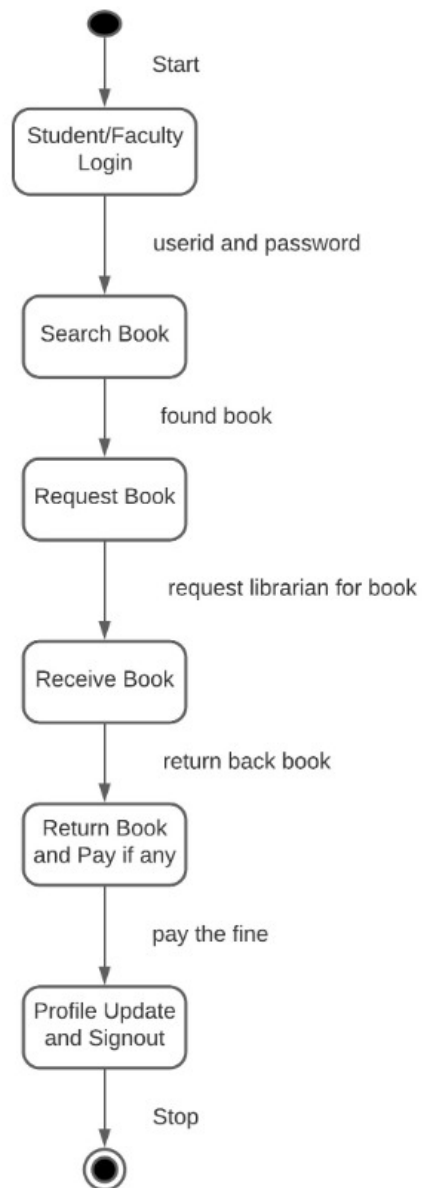 Start
Student/Faculty
Login
userid and password
Search Book
found book
Request Book
request librarian for book
Receive Book
return back book
Return Book
and Pay if any
pay the fine
Profile Update
and Signout
Stop